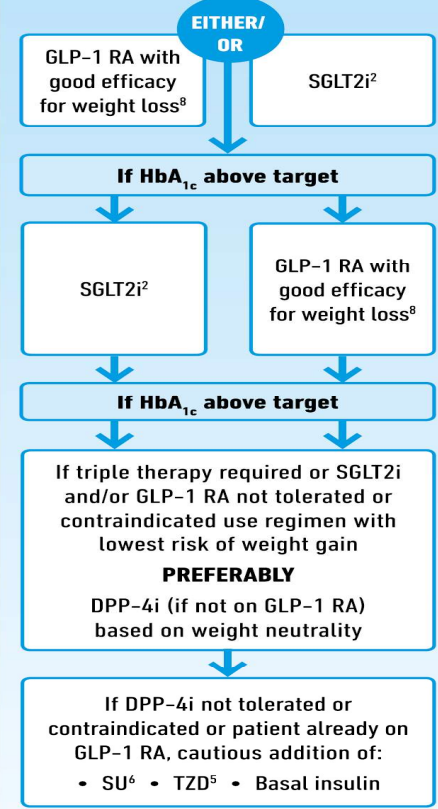 EITHER/
OR
GLP-1 RA with
good efficacy
for weight loss⁸
SGLT2i²
If HbA₁c above target
SGLT2i²
GLP-1 RA with
good efficacy
for weight loss⁸
If HbA₁c above target
If triple therapy required or SGLT2i
and/or GLP-1 RA not tolerated or
contraindicated use regimen with
lowest risk of weight gain
PREFERABLY
DPP-4i (if not on GLP-1 RA)
based on weight neutrality
If DPP-4i not tolerated or
contraindicated or patient already on
GLP-1 RA, cautious addition of:
• SU⁶ • TZD⁵ • Basal insulin